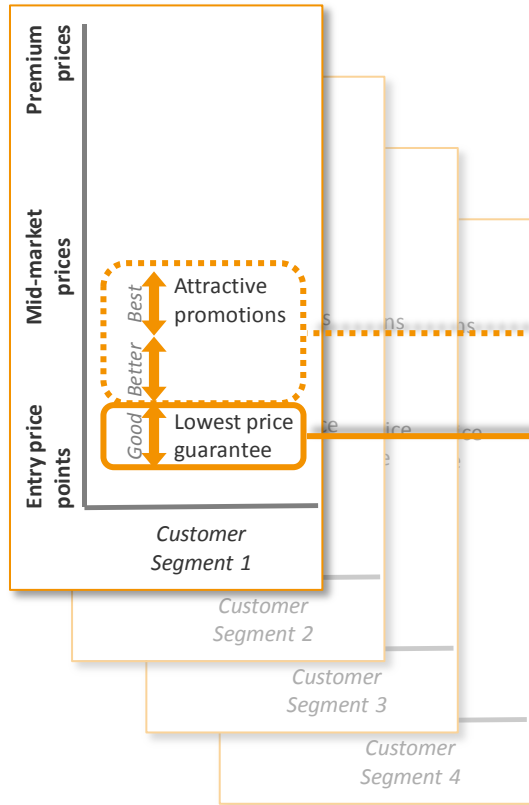 Premium
prices
Mid-market
prices
Entry price
points
Best
Better
Good
Attractive
promotions
Lowest price
guarantee
Customer
Segment 1
Customer
Segment 2
Customer
Segment 3
Customer
Segment 4